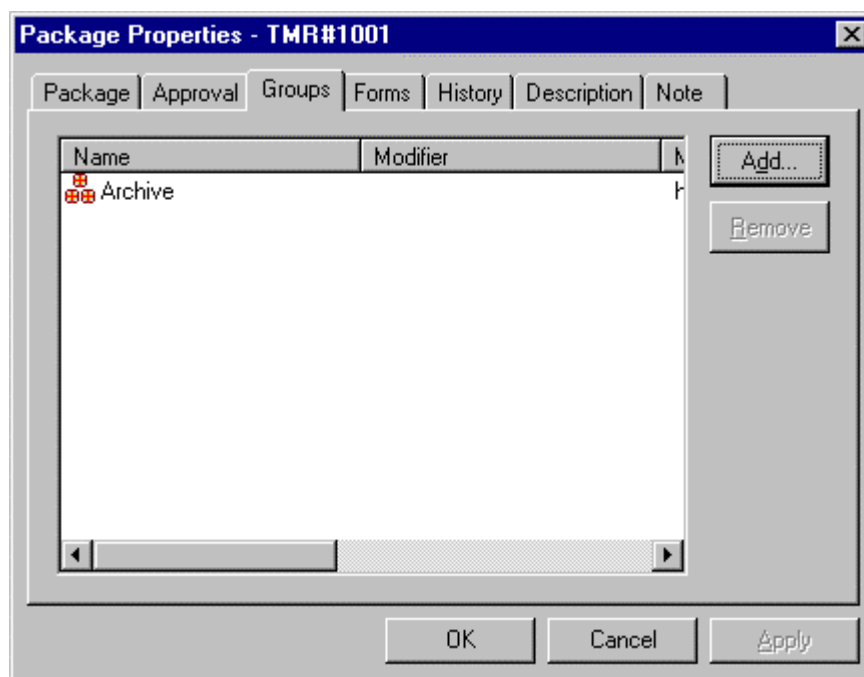 Package Properties - TMR#1001
Package Approval Groups Forms History Description Note
Name Modifier
Archive
Add...
Remove
OK Cancel Apply